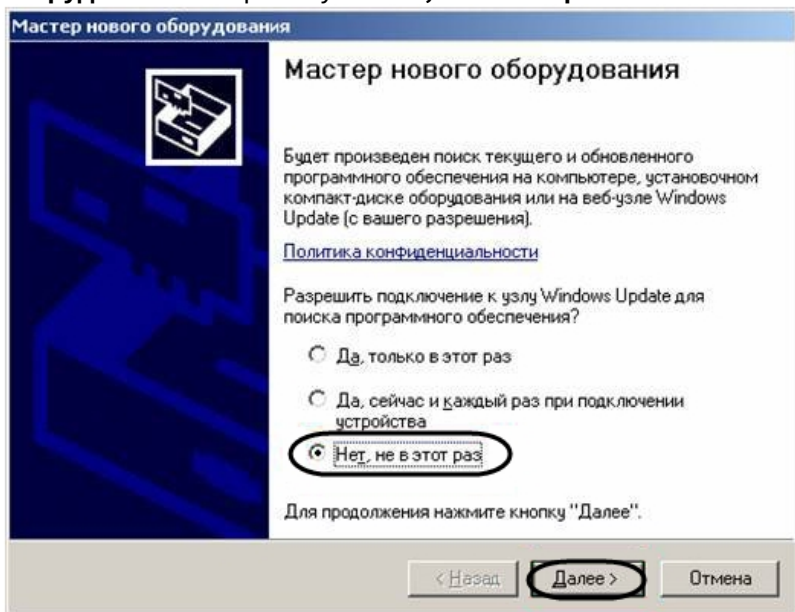 Мастер нового оборудования
Мастер нового оборудования
Будет произведен поиск текущего и обновленного
программного обеспечения на компьютере, установочном
компакт-диске оборудования или на веб-узле Windows
Update (с вашего разрешения).
Политика конфиденциальности
Разрешить подключение к узлу Windows Update для
поиска программного обеспечения?
Да, только в этот раз
Да, сейчас и каждый раз при подключении
устройства
Нет, не в этот раз
Для продолжения нажмите кнопку "Далее".
< Назад
Далее >
Отмена